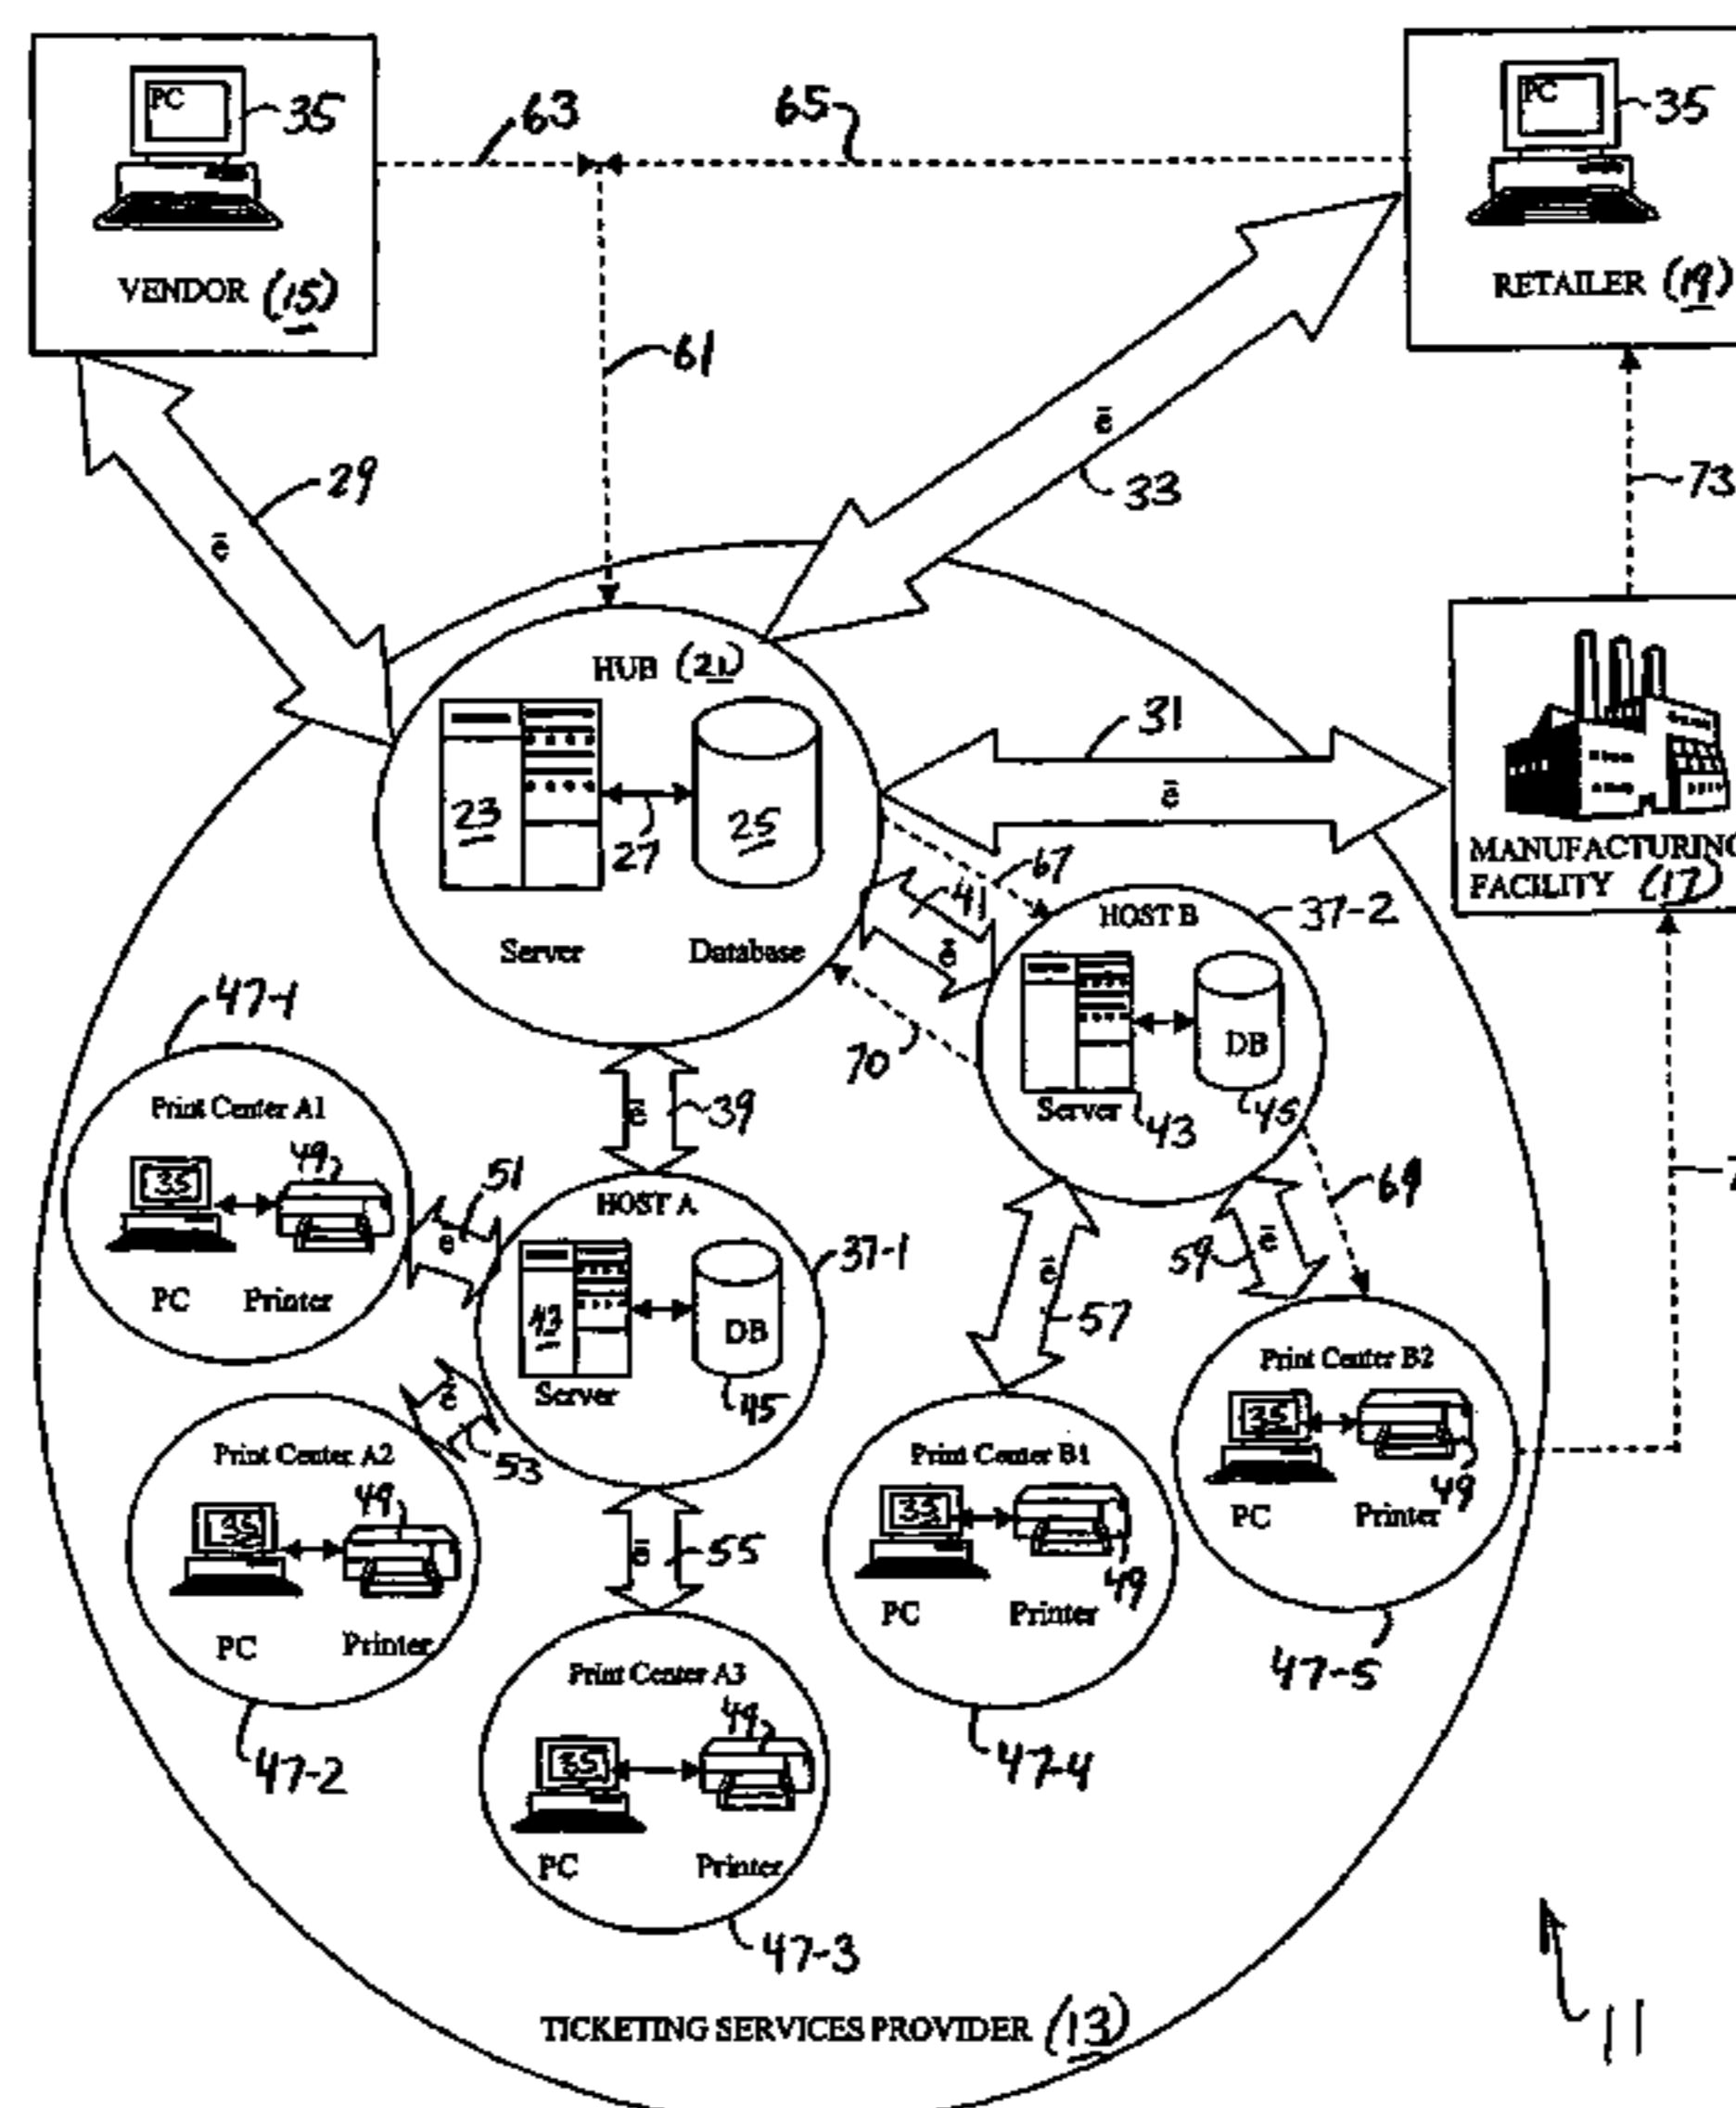 PC
35
63
65
PC
35
VENDOR (15)
RETAILER (19)
61
29
ē
ē
33
73
HUB (21)
31
23
27
25
ē
MANUFACTURING
FACILITY (17)
67
41
ē
HOST B
37-2
Server
Database
47-1
70
DB
Server
43
45
Print Center A1
ē
39
49
35
51
ē
HOST A
69
PC
Printer
37-1
59
ē
ē
57
43
DB
Server
45
ē
53
Print Center B2
35
49
PC
Printer
Print Center A2
49
35
PC
Printer
ē
55
Print Center B1
35
49
PC
Printer
47-5
Print Center A3
49
35
PC
Printer
47-2
47-4
47-3
TICKETING SERVICES PROVIDER (13)
11